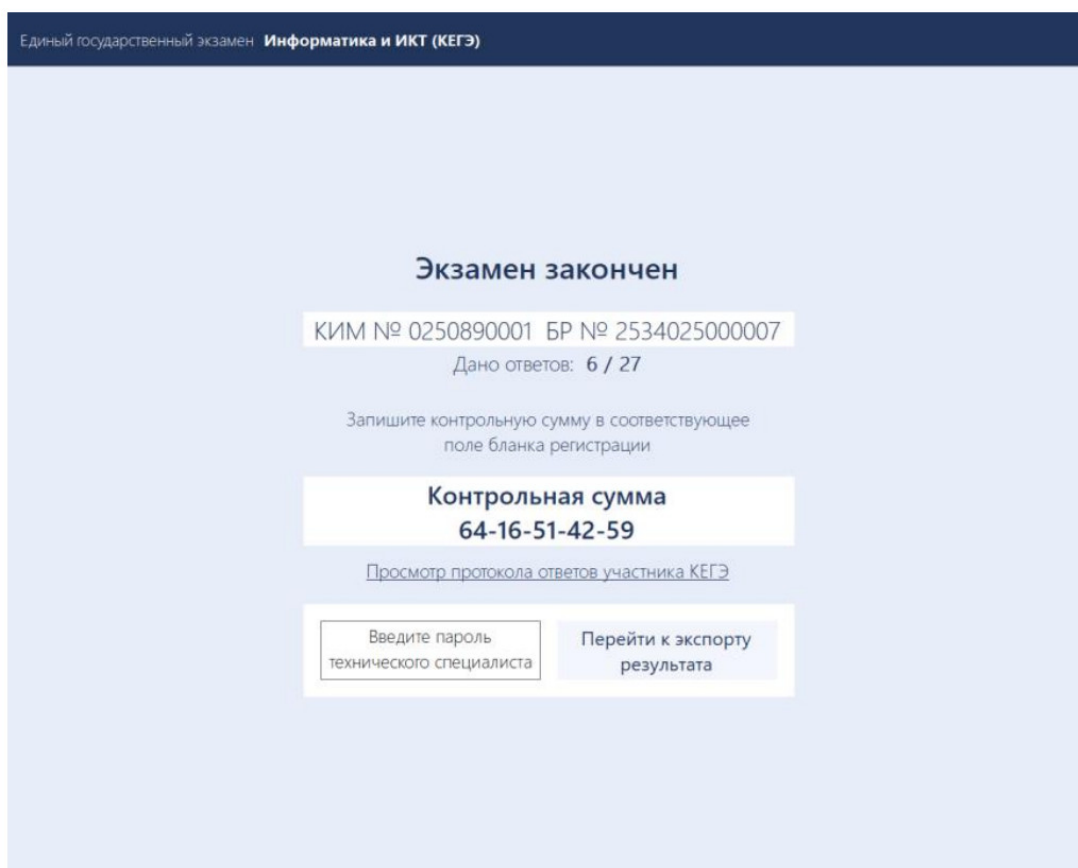 Единый государственный экзамен Информатика и ИКТ (КЕГЭ)
Экзамен закончен
КИМ № 0250890001 БР № 2534025000007
Дано ответов: 6 / 27
Запишите контрольную сумму в соответствующее
поле бланка регистрации
Контрольная сумма
64-16-51-42-59
Просмотр протокола ответов участника КЕГЭ
Введите пароль
технического специалиста
Перейти к экспорту
результата